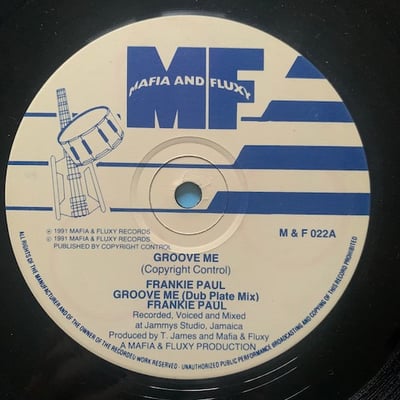 MF
MAFIA AND FLUXY
℗ 1991 MAFIA & FLUXY RECORDS
© 1991 MAFIA & FLUXY RECORDS.
PUBLISHED BY COPYRIGHT CONTROL
M & F 022A
GROOVE ME
(Copyright Control)
FRANKIE PAUL
GROOVE ME (Dub Plate Mix)
FRANKIE PAUL
Recorded, Voiced and Mixed
at Jammys Studio, Jamaica
Produced by T. James and Mafia & Fluxy
A MAFIA & FLUXY PRODUCTION
ALL RIGHTS OF THE MANUFACTURER AND OF THE OWNER OF THE RECORDED WORK RESERVED - UNAUTHORIZED PUBLIC PERFORMANCE BROADCASTING AND COPYING OF THIS RECORD PROHIBITED